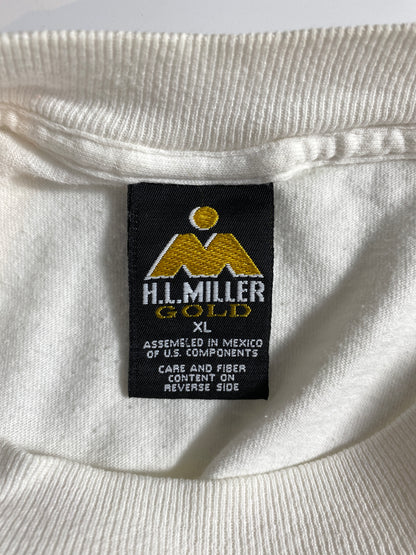 H.L.MILLER
GOLD
XL
ASSEMBLED IN MEXICO
OF U.S. COMPONENTS
CARE AND FIBER
CONTENT ON
REVERSE SIDE